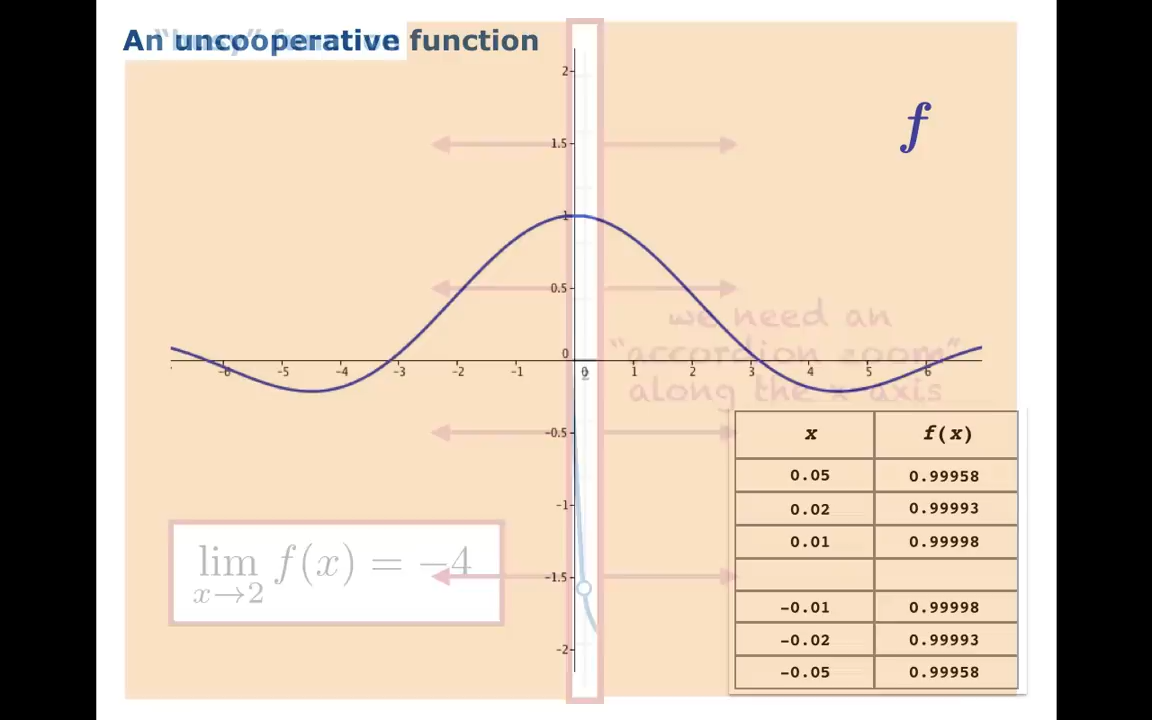 An uncooperative function
f
2
1.5
1
0.5
0
-6 -5 -4 -3 -2 -1 0 1 2 3 4 5 6
-0.5
-1
-1.5
-2
we need an
"accordion zoom"
along the x-axis
lim f(x) = -4
x→2
x f(x)
0.05 0.99958
0.02 0.99993
0.01 0.99998
-0.01 0.99998
-0.02 0.99993
-0.05 0.99958